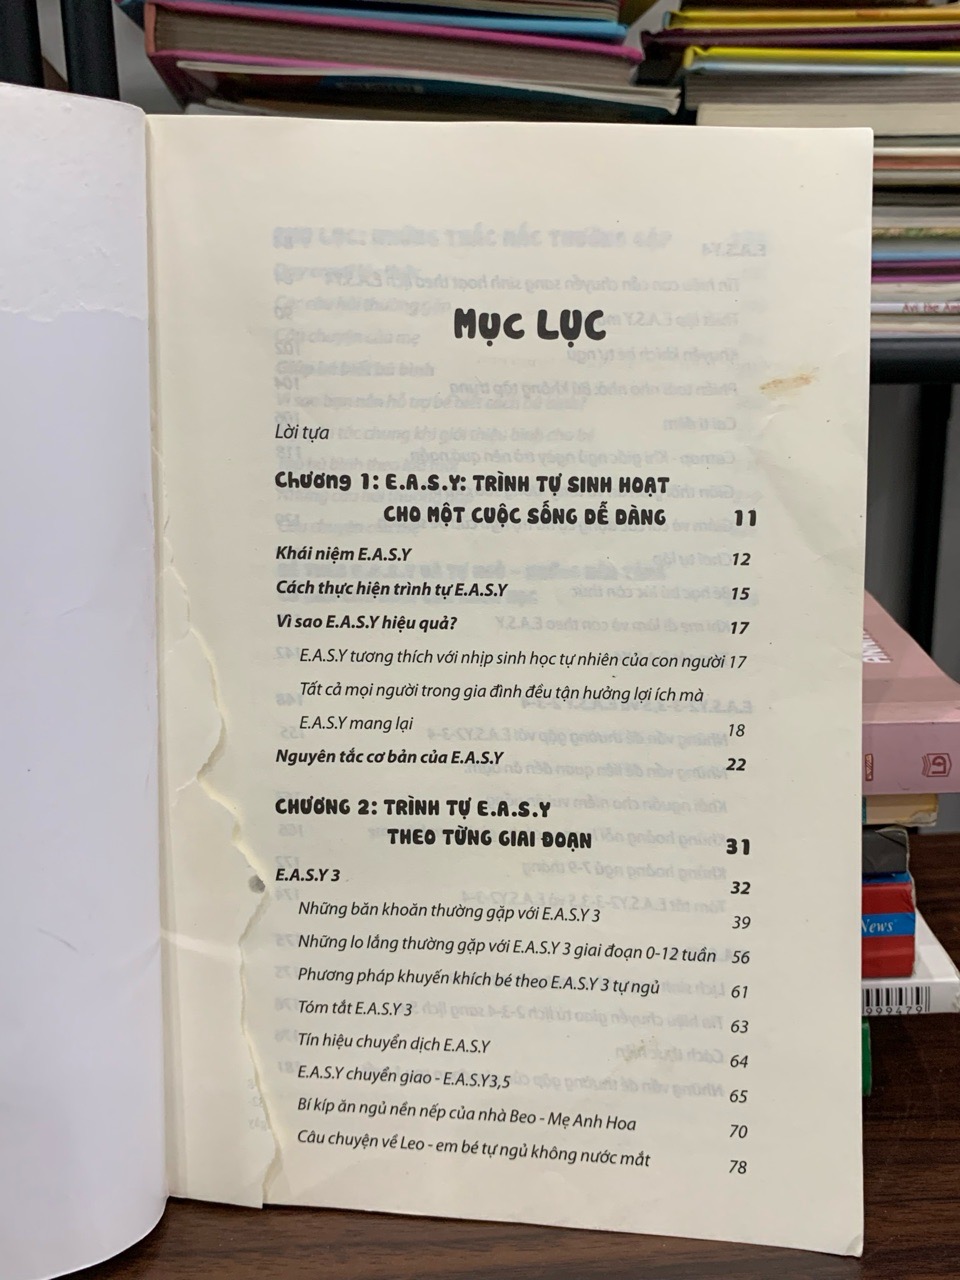 MỤC LỤC
Lời tựa
Chương 1: E.A.S.Y: TRÌNH TỰ SINH HOẠT
CHO MỘT CUỘC SỐNG DỄ DÀNG 11
Khái niệm E.A.S.Y 12
Cách thực hiện trình tự E.A.S.Y 15
Vì sao E.A.S.Y hiệu quả? 17
E.A.S.Y tương thích với nhịp sinh học tự nhiên của con người 17
Tất cả mọi người trong gia đình đều tận hưởng lợi ích mà
E.A.S.Y mang lại 18
Nguyên tắc cơ bản của E.A.S.Y 22
CHƯƠNG 2: TRÌNH TỰ E.A.S.Y
THEO TỪNG GIAI ĐOẠN 31
E.A.S.Y 3 32
Những băn khoăn thường gặp với E.A.S.Y 3 39
Những lo lắng thường gặp với E.A.S.Y 3 giai đoạn 0-12 tuần 56
Phương pháp khuyến khích bé theo E.A.S.Y 3 tự ngủ 61
Tóm tắt E.A.S.Y 3 63
Tín hiệu chuyển dịch E.A.S.Y 64
E.A.S.Y chuyển giao - E.A.S.Y3,5 65
Bí kíp ăn ngủ nền nếp của nhà Beo - Mẹ Anh Hoa 70
Câu chuyện về Leo - em bé tự ngủ không nước mắt 78
News
999479